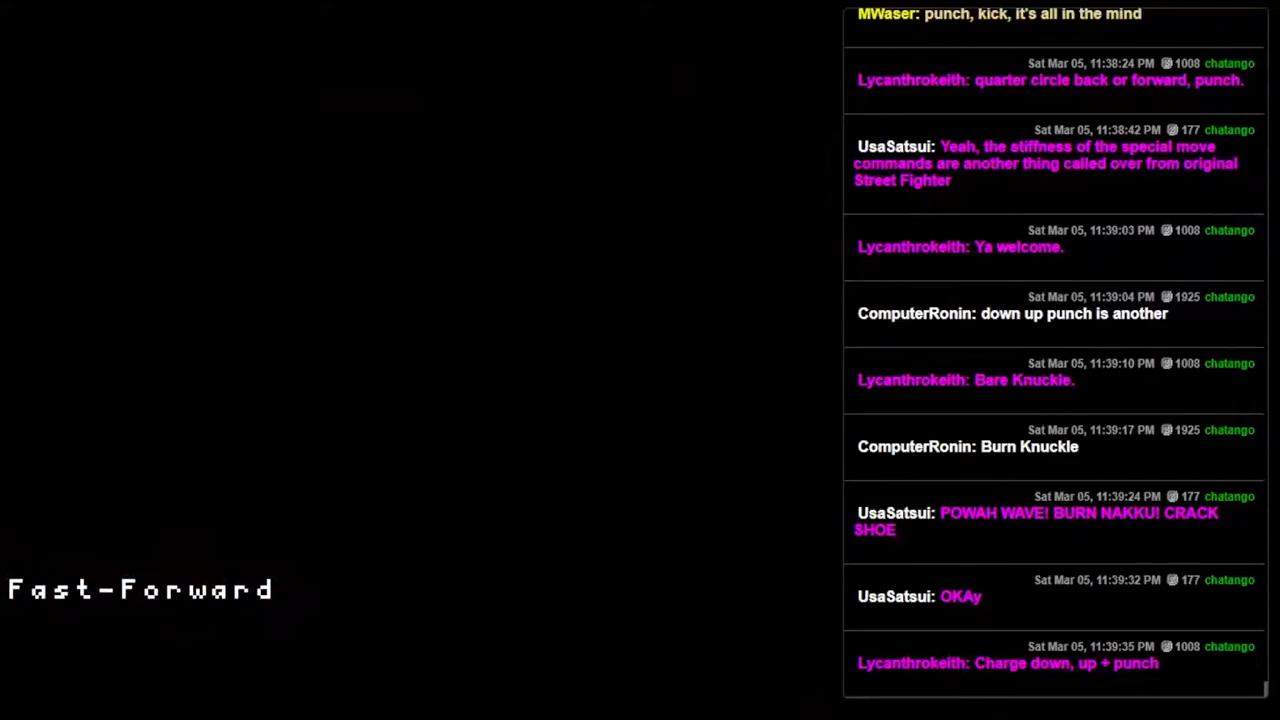 MWaser: punch, kick, it's all in the mind
Sat Mar 05, 11:38:24 PM 1008 chatango
Lycanthrokeith: quarter circle back or forward, punch.
Sat Mar 05, 11:38:42 PM 177 chatango
UsaSatsui: Yeah, the stiffness of the special move
commands are another thing called over from original
Street Fighter
Sat Mar 05, 11:39:03 PM 1008 chatango
Lycanthrokeith: Ya welcome.
Sat Mar 05, 11:39:04 PM 1925 chatango
ComputerRonin: down up punch is another
Sat Mar 05, 11:39:10 PM 1008 chatango
Lycanthrokeith: Bare Knuckle.
Sat Mar 05, 11:39:17 PM 1925 chatango
ComputerRonin: Burn Knuckle
Sat Mar 05, 11:39:24 PM 177 chatango
UsaSatsui: POWAH WAVE! BURN NAKKU! CRACK
SHOE
Sat Mar 05, 11:39:32 PM 177 chatango
UsaSatsui: OKAy
Sat Mar 05, 11:39:35 PM 1008 chatango
Lycanthrokeith: Charge down, up + punch
Fast-Forward